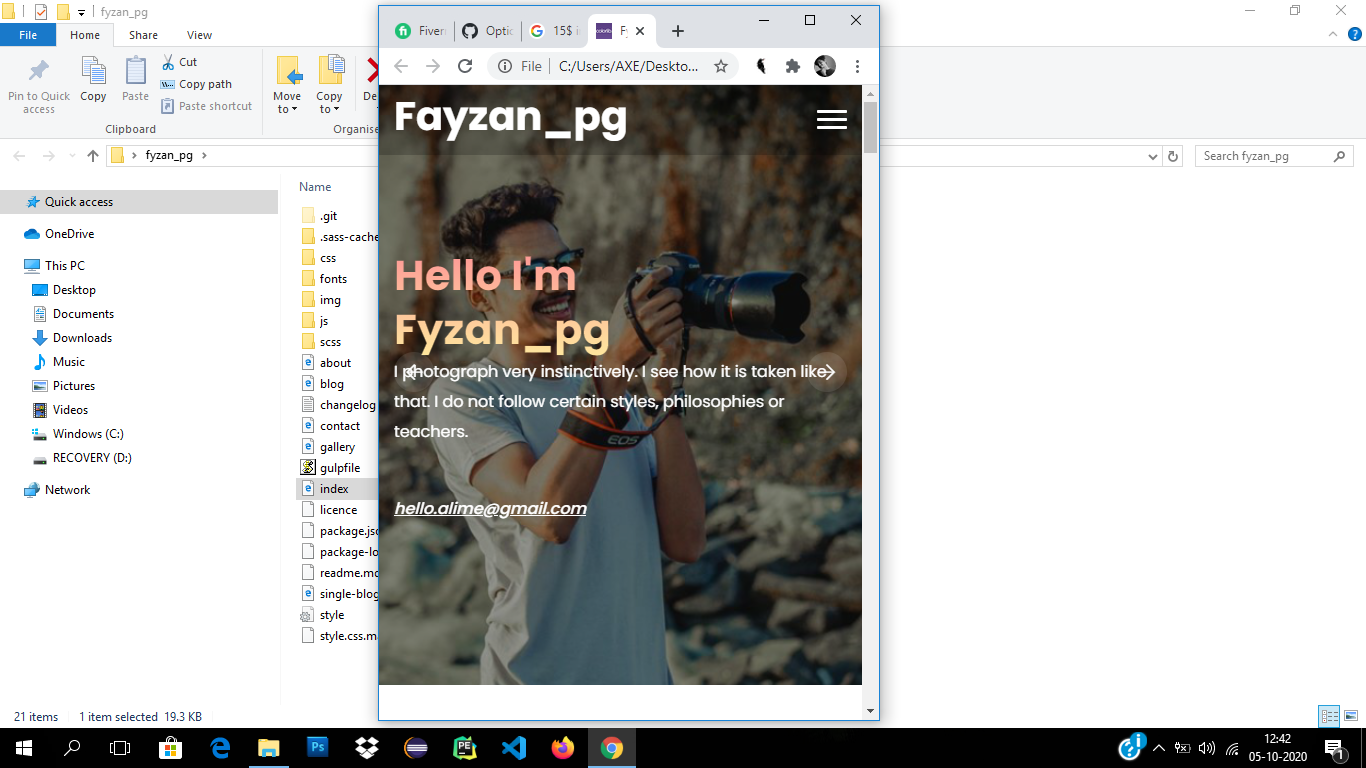 fyzan_pg
File Home Share View
Pin to Quick access
Copy
Paste
Cut
Copy path
Paste shortcut
Clipboard
Move to
Copy to
De
Organise
fyzan_pg
Search fyzan_pg
Quick access
OneDrive
This PC
Desktop
Documents
Downloads
Music
Pictures
Videos
Windows (C:)
RECOVERY (D:)
Network
Name
.git
.sass-cache
css
fonts
img
js
scss
about
blog
changelog
contact
gallery
gulpfile
index
licence
package.jso
package-lo
readme.md
single-blog
style
style.css.m
21 items 1 item selected 19.3 KB
Fiver Optic 15$ i Fy
File C:/Users/AXE/Deskto...
Fayzan_pg
Hello I'm
Fyzan_pg
I photograph very instinctively. I see how it is taken like
that. I do not follow certain styles, philosophies or
teachers.
EOS
hello.alime@gmail.com
12:42
05-10-2020
1